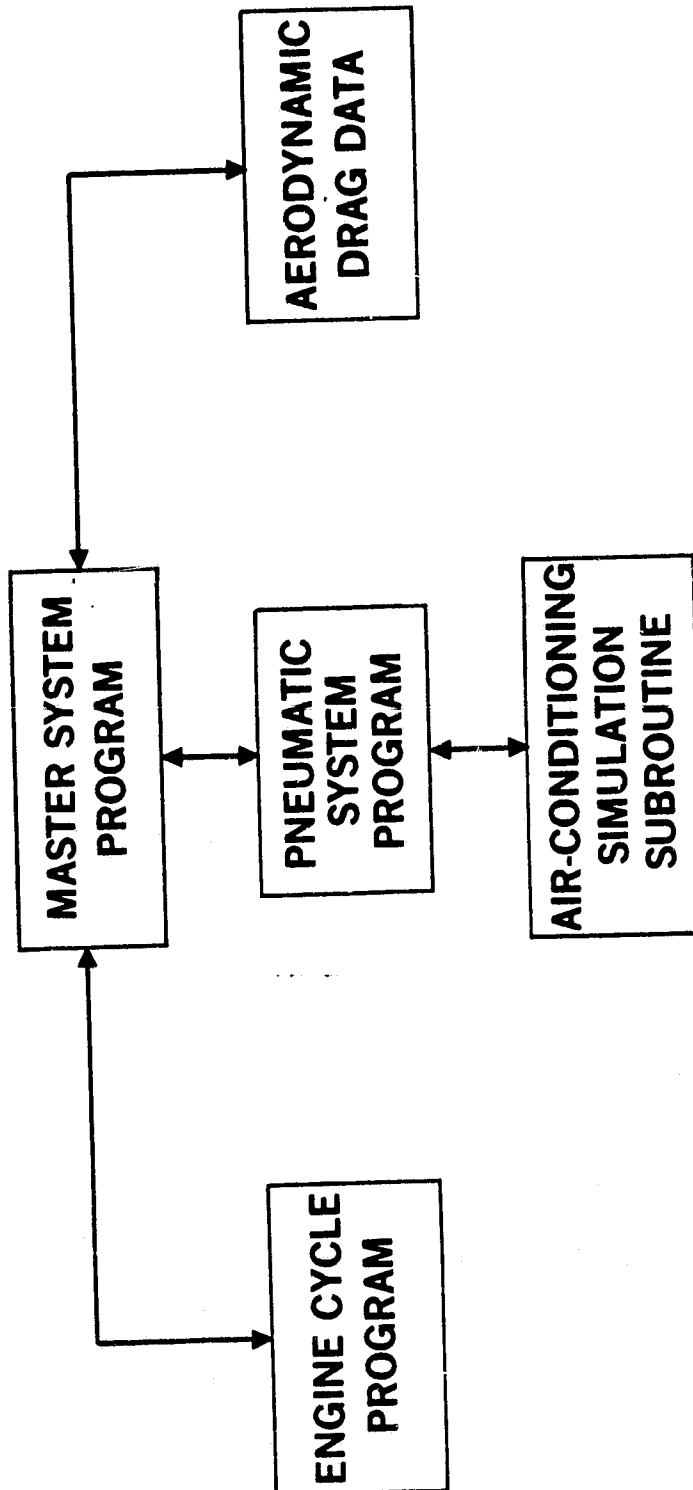 MASTER SYSTEM
PROGRAM
ENGINE CYCLE
PROGRAM
PNEUMATIC
SYSTEM
PROGRAM
AERODYNAMIC
DRAG DATA
AIR-CONDITIONING
SIMULATION
SUBROUTINE